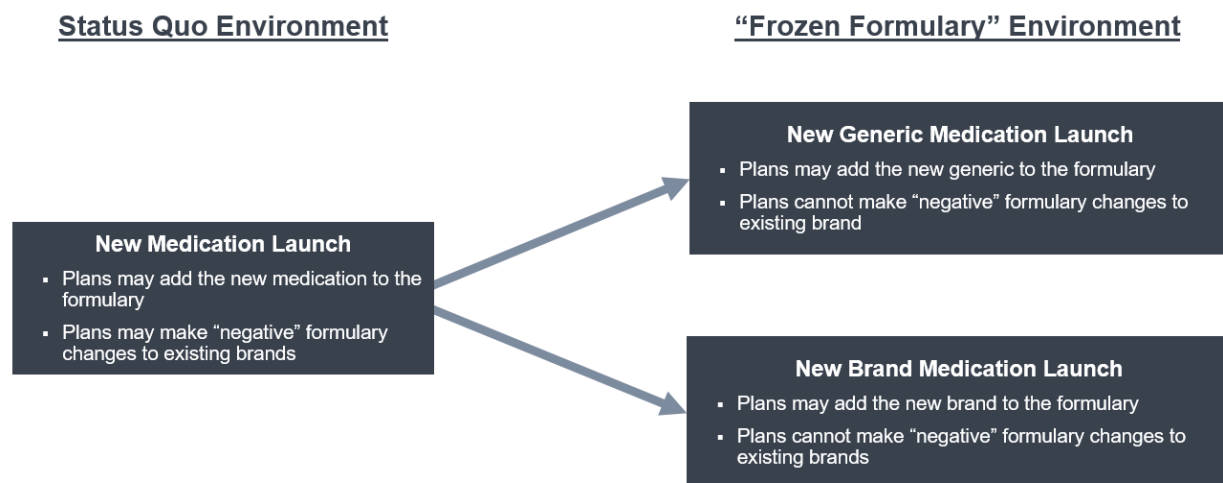 Status Quo Environment
“Frozen Formulary” Environment
New Medication Launch
▪ Plans may add the new medication to the
formulary
▪ Plans may make “negative” formulary
changes to existing brands
New Generic Medication Launch
▪ Plans may add the new generic to the formulary
▪ Plans cannot make “negative” formulary changes to
existing brand
New Brand Medication Launch
▪ Plans may add the new brand to the formulary
▪ Plans cannot make “negative” formulary changes to
existing brands